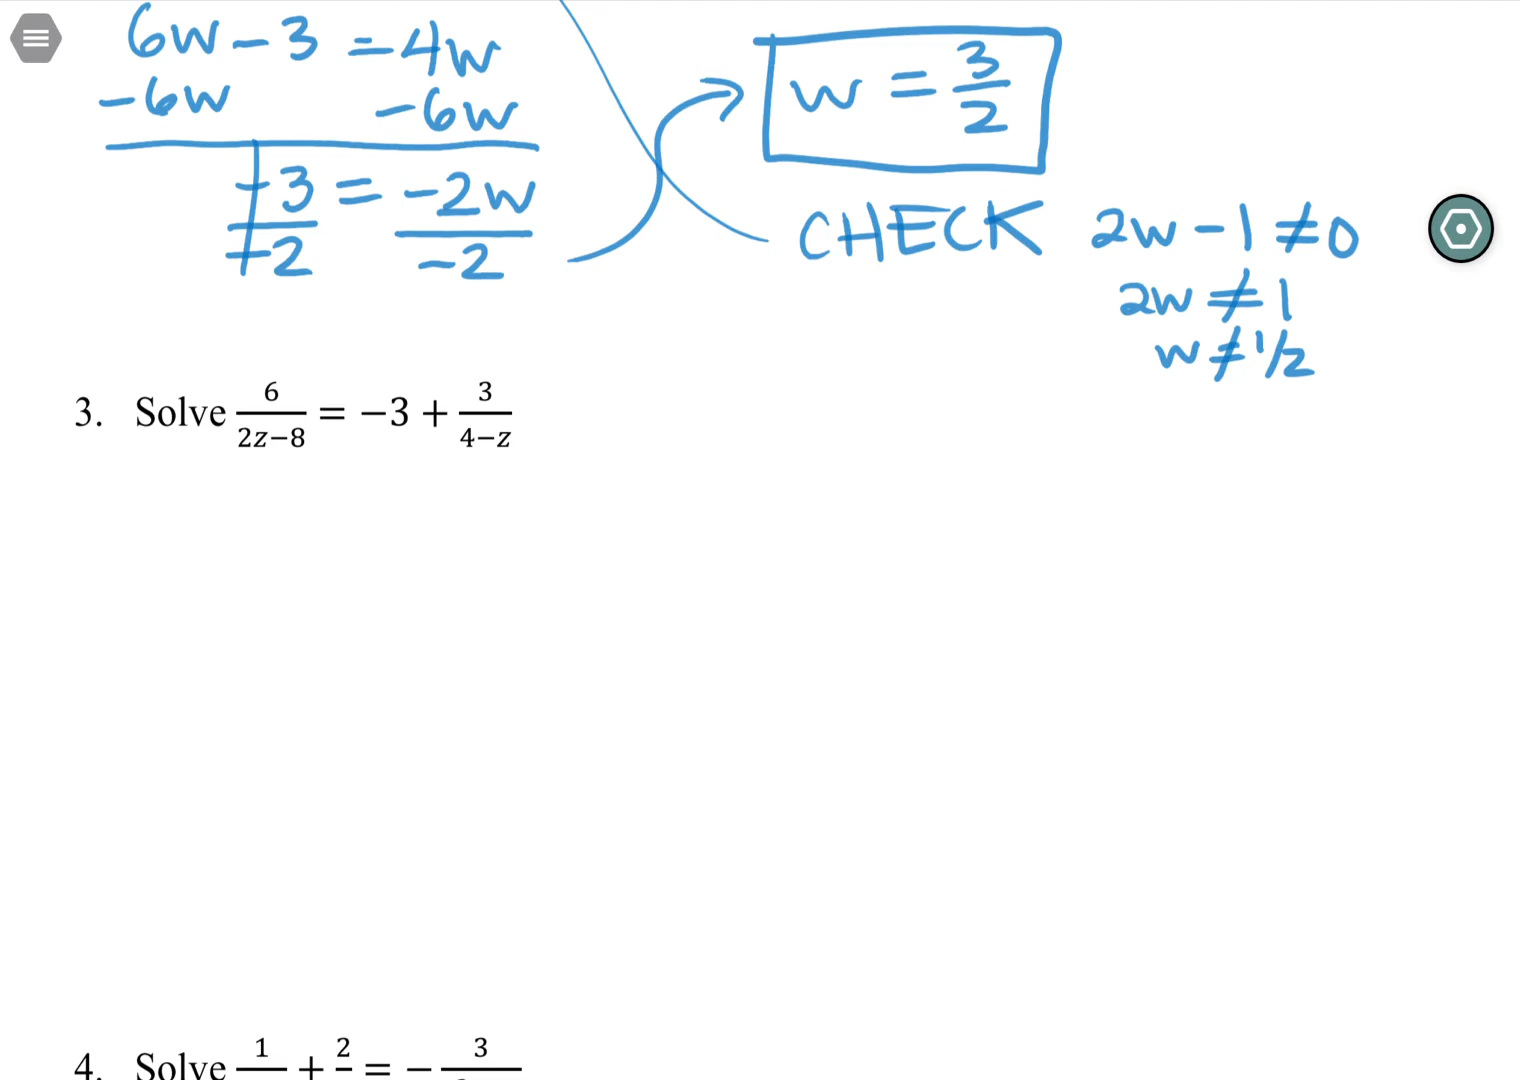 6w - 3 = 4w
-6w -6w
-3 = -2w
-2 -2
w = 3/2
CHECK 2w - 1 ≠ 0
2w ≠ 1
w ≠ 1/2
3. Solve 6/(2z−8) = −3 + 3/(4−z)
4. Solve 1 + 2 = − 3